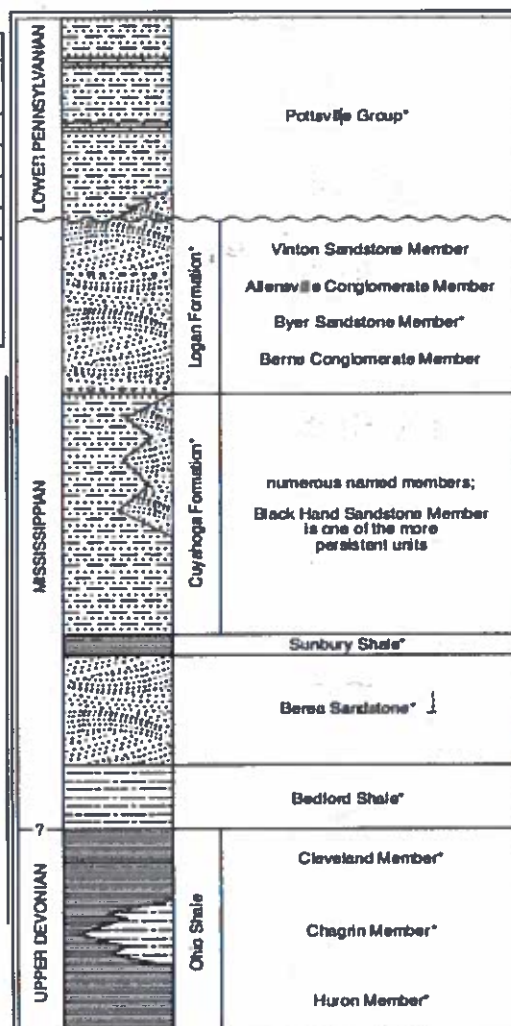 LOWER PENNSYLVANIAN
Pottsville Group*
MISSISSIPPIAN
Logan Formation*
Vinton Sandstone Member
Allensville Conglomerate Member
Byer Sandstone Member*
Berne Conglomerate Member
Cuyahoga Formation*
numerous named members;
Black Hand Sandstone Member
is one of the more
persistent units
Sunbury Shale*
Berea Sandstone*
Bedford Shale*
?
UPPER DEVONIAN
Ohio Shale
Cleveland Member*
Chagrin Member*
Huron Member*